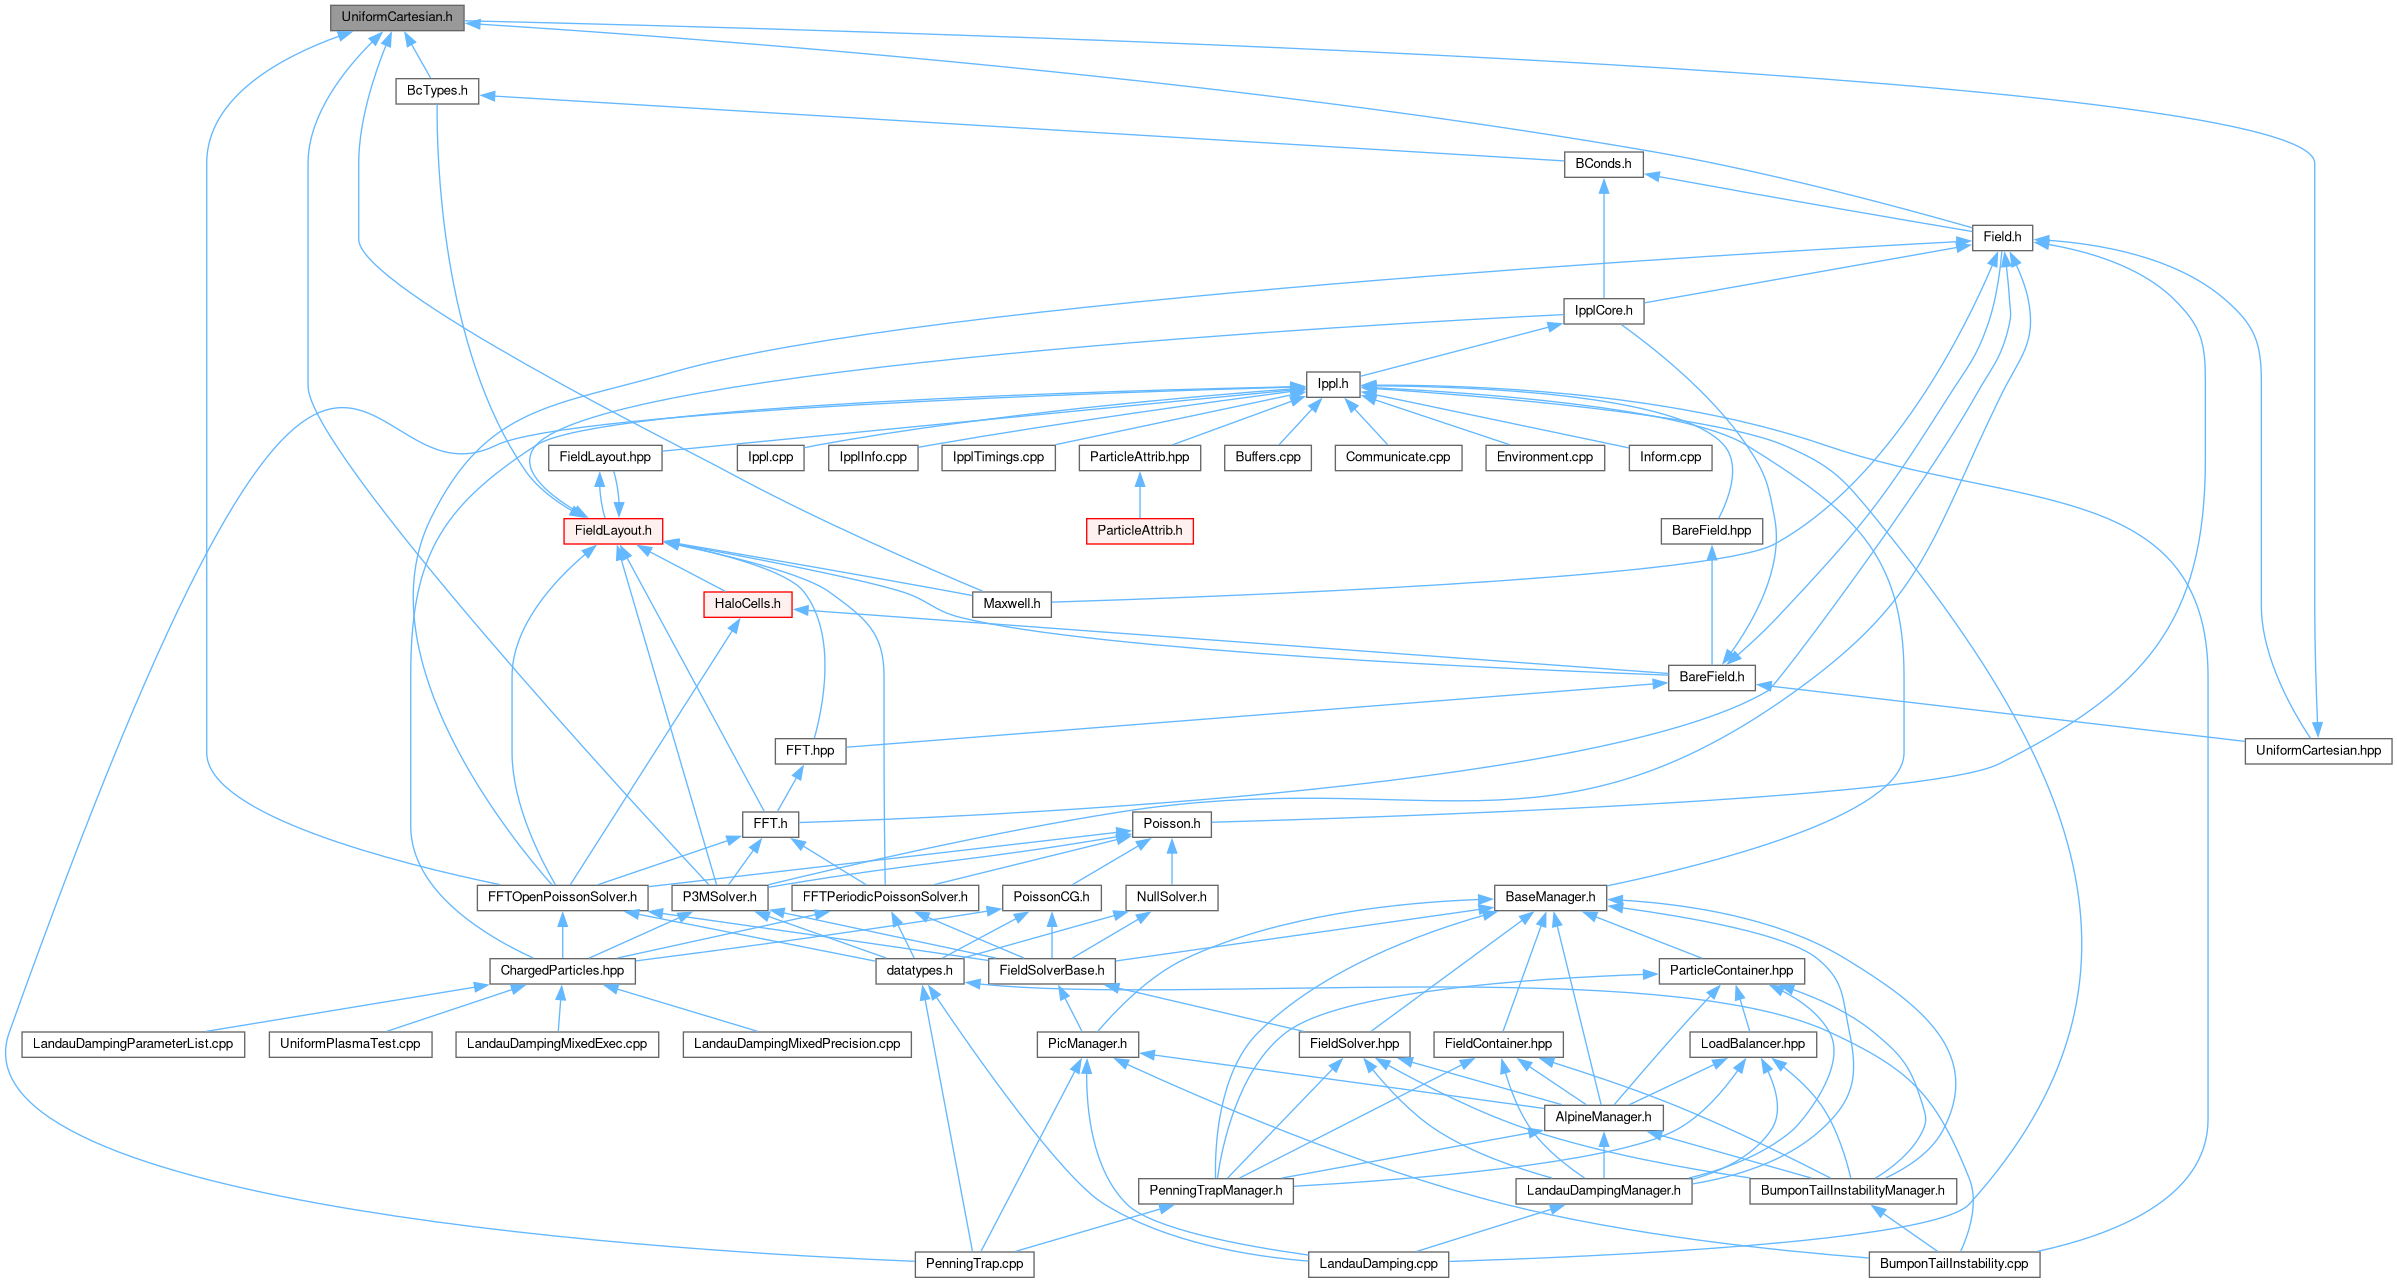 UniformCartesian.h
BcTypes.h
BConds.h
Field.h
IpplCore.h
Ippl.h
FieldLayout.hpp
Ippl.cpp
IpplInfo.cpp
IpplTimings.cpp
ParticleAttrib.hpp
Buffers.cpp
Communicate.cpp
Environment.cpp
Inform.cpp
FieldLayout.h
ParticleAttrib.h
BareField.hpp
HaloCells.h
Maxwell.h
BareField.h
FFT.hpp
UniformCartesian.hpp
FFT.h
Poisson.h
FFTOpenPoissonSolver.h
P3MSolver.h
FFTPeriodicPoissonSolver.h
PoissonCG.h
NullSolver.h
BaseManager.h
ChargedParticles.hpp
datatypes.h
FieldSolverBase.h
ParticleContainer.hpp
LandauDampingParameterList.cpp
UniformPlasmaTest.cpp
LandauDampingMixedExec.cpp
LandauDampingMixedPrecision.cpp
PicManager.h
FieldSolver.hpp
FieldContainer.hpp
LoadBalancer.hpp
AlpineManager.h
PenningTrapManager.h
LandauDampingManager.h
BumponTailInstabilityManager.h
PenningTrap.cpp
LandauDamping.cpp
BumponTailInstability.cpp